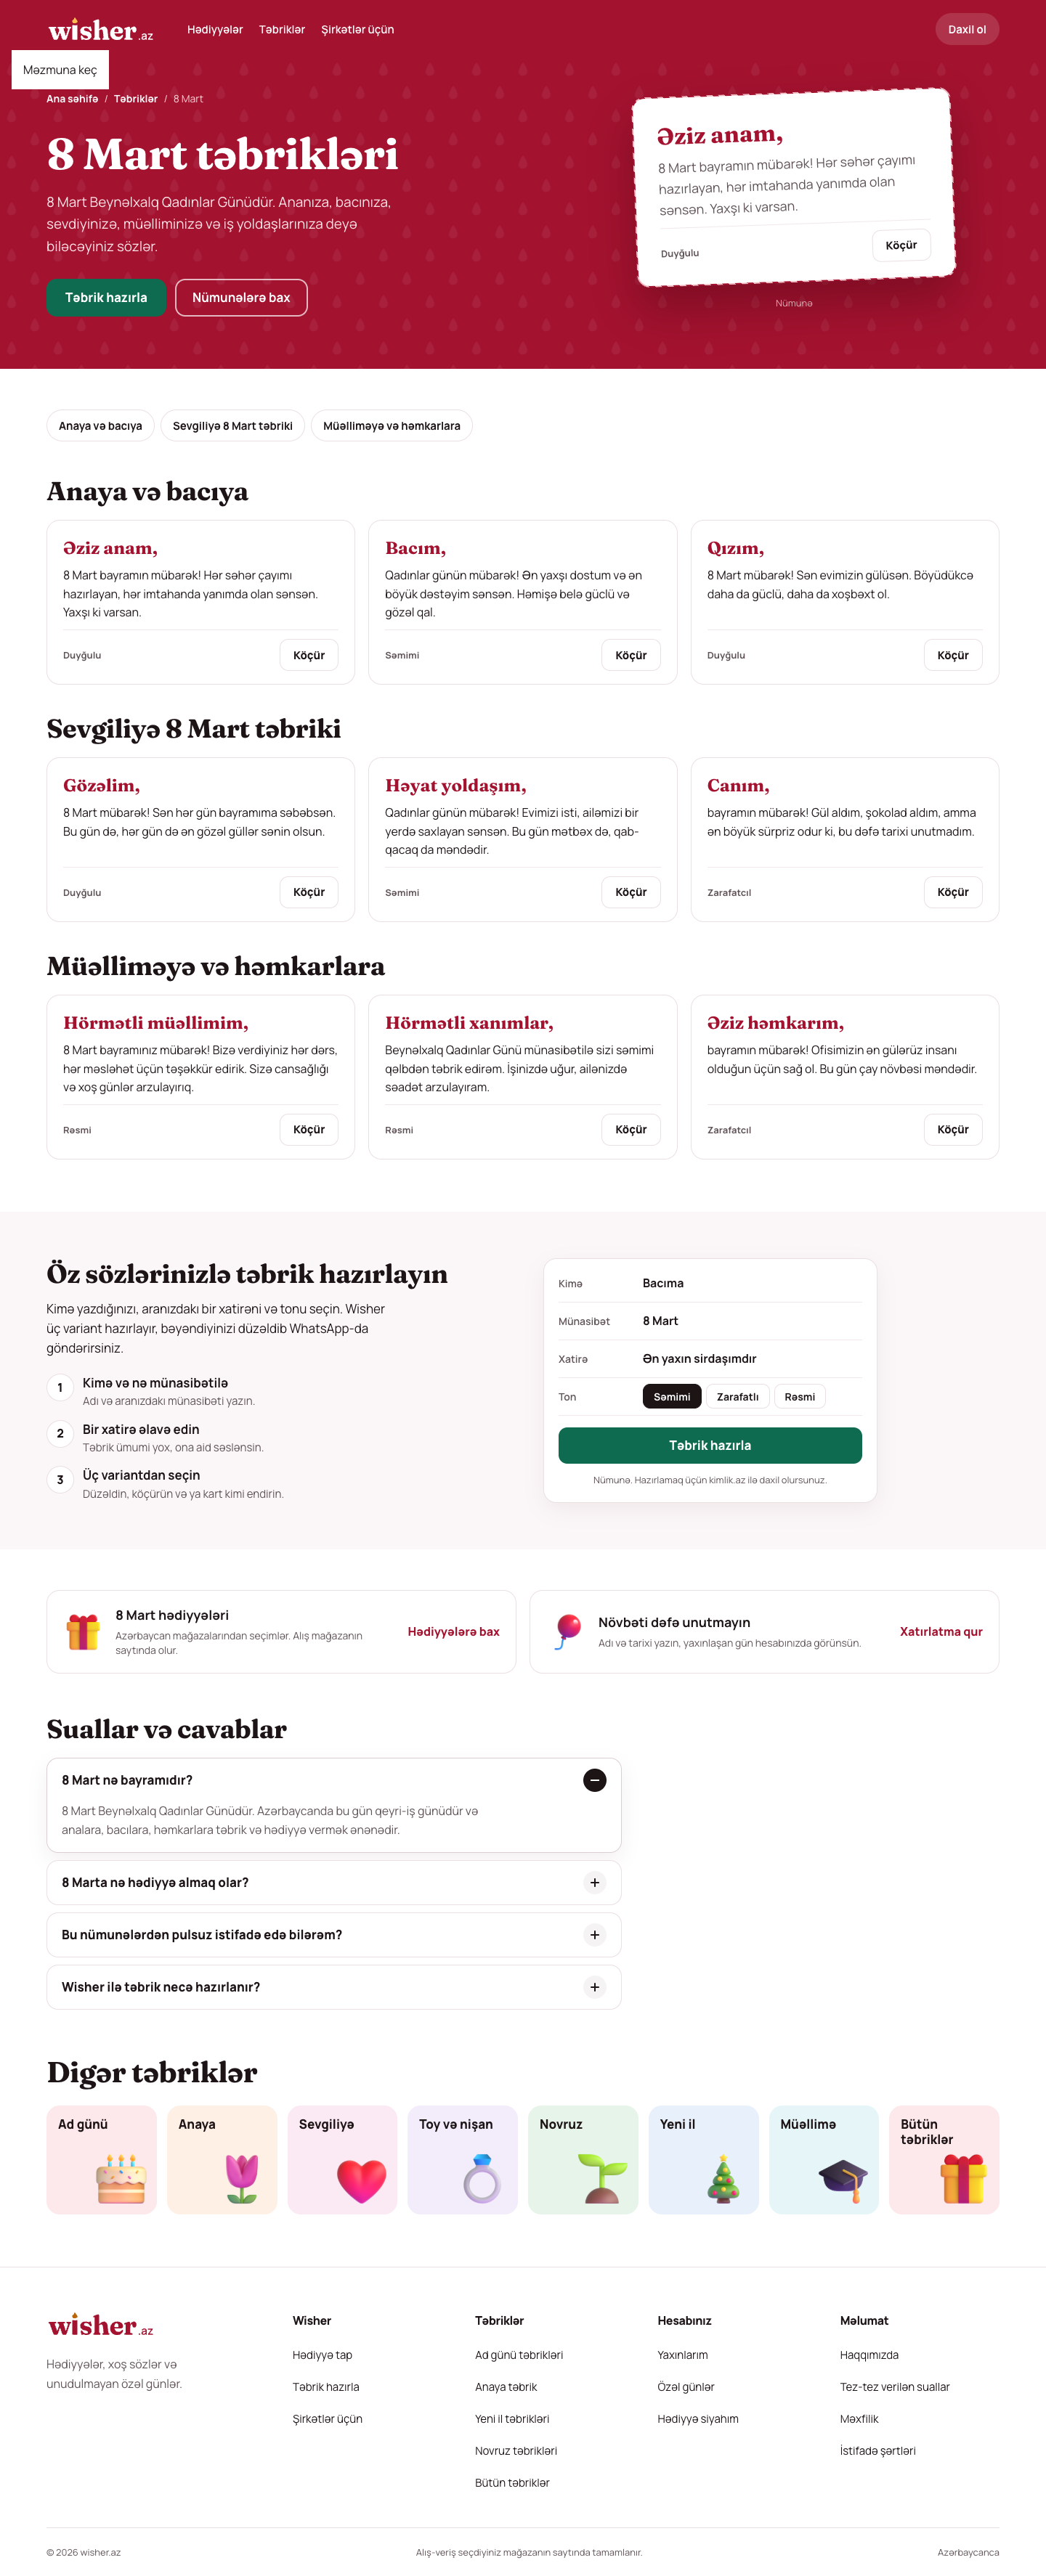 wisher.az
Hədiyyələr Təbriklər Şirkətlər üçün
Daxil ol
Məzmuna keç
Ana səhifə / Təbriklər / 8 Mart
8 Mart təbrikləri
8 Mart Beynəlxalq Qadınlar Günüdür. Ananıza, bacınıza,
sevdiyinizə, müəlliminizə və iş yoldaşlarınıza deyə
biləcəyiniz sözlər.
Təbrik hazırla
Nümunələrə bax
Əziz anam,
8 Mart bayramın mübarək! Hər səhər çayımı
hazırlayan, hər imtahanda yanımda olan
sənsən. Yaxşı ki varsan.
Duyğulu
Köçür
Nümunə
Anaya və bacıya
Sevgiliyə 8 Mart təbriki
Müəlliməyə və həmkarlara
Anaya və bacıya
Əziz anam,
8 Mart bayramın mübarək! Hər səhər çayımı
hazırlayan, hər imtahanda yanımda olan sənsən.
Yaxşı ki varsan.
Duyğulu
Köçür
Bacım,
Qadınlar günün mübarək! Ən yaxşı dostum və ən
böyük dəstəyim sənsən. Həmişə belə güclü və
gözəl qal.
Səmimi
Köçür
Qızım,
8 Mart mübarək! Sən evimizin gülüsən. Böyüdükcə
daha da güclü, daha da xoşbəxt ol.
Duyğulu
Köçür
Sevgiliyə 8 Mart təbriki
Gözəlim,
8 Mart mübarək! Sən hər gün bayramıma səbəbsən.
Bu gün də, hər gün də ən gözəl güllər sənin olsun.
Duyğulu
Köçür
Həyat yoldaşım,
Qadınlar günün mübarək! Evimizi isti, ailəmizi bir
yerdə saxlayan sənsən. Bu gün mətbəx də, qab-
qacaq da məndədir.
Səmimi
Köçür
Canım,
bayramın mübarək! Gül aldım, şokolad aldım, amma
ən böyük sürpriz odur ki, bu dəfə tarixi unutmadım.
Zarafatcıl
Köçür
Müəlliməyə və həmkarlara
Hörmətli müəllimim,
8 Mart bayramınız mübarək! Bizə verdiyiniz hər dərs,
hər məsləhət üçün təşəkkür edirik. Sizə cansağlığı
və xoş günlər arzulayırıq.
Rəsmi
Köçür
Hörmətli xanımlar,
Beynəlxalq Qadınlar Günü münasibətilə sizi səmimi
qəlbdən təbrik edirəm. İşinizdə uğur, ailənizdə
səadət arzulayıram.
Rəsmi
Köçür
Əziz həmkarım,
bayramın mübarək! Ofisimizin ən gülərüz insanı
olduğun üçün sağ ol. Bu gün çay növbəsi məndədir.
Zarafatcıl
Köçür
Öz sözlərinizlə təbrik hazırlayın
Kimə yazdığınızı, aranızdakı bir xatirəni və tonu seçin. Wisher
üç variant hazırlayır, bəyəndiyinizi düzəldib WhatsApp-da
göndərirsiniz.
1 Kimə və nə münasibətilə
Adı və aranızdakı münasibəti yazın.
2 Bir xatirə əlavə edin
Təbrik ümumi yox, ona aid səslənsin.
3 Üç variantdan seçin
Düzəldin, köçürün və ya kart kimi endirin.
Kimə Bacıma
Münasibət 8 Mart
Xatirə Ən yaxın sirdaşımdır
Ton Səmimi Zarafatlı Rəsmi
Təbrik hazırla
Nümunə. Hazırlamaq üçün kimlik.az ilə daxil olursunuz.
8 Mart hədiyyələri
Azərbaycan mağazalarından seçimlər. Alış mağazanın
saytında olur.
Hədiyyələrə bax
Növbəti dəfə unutmayın
Adı və tarixi yazın, yaxınlaşan gün hesabınızda görünsün.
Xatırlatma qur
Suallar və cavablar
8 Mart nə bayramıdır?
8 Mart Beynəlxalq Qadınlar Günüdür. Azərbaycanda bu gün qeyri-iş günüdür və
analara, bacılara, həmkarlara təbrik və hədiyyə vermək ənənədir.
8 Marta nə hədiyyə almaq olar?
Bu nümunələrdən pulsuz istifadə edə bilərəm?
Wisher ilə təbrik necə hazırlanır?
Digər təbriklər
Ad günü
Anaya
Sevgiliyə
Toy və nişan
Novruz
Yeni il
Müəllimə
Bütün
təbriklər
wisher.az
Hədiyyələr, xoş sözlər və
unudulmayan özəl günlər.
Wisher
Hədiyyə tap
Təbrik hazırla
Şirkətlər üçün
Təbriklər
Ad günü təbrikləri
Anaya təbrik
Yeni il təbrikləri
Novruz təbrikləri
Bütün təbriklər
Hesabınız
Yaxınlarım
Özəl günlər
Hədiyyə siyahım
Məlumat
Haqqımızda
Tez-tez verilən suallar
Məxfilik
İstifadə şərtləri
© 2026 wisher.az
Alış-veriş seçdiyiniz mağazanın saytında tamamlanır.
Azərbaycanca